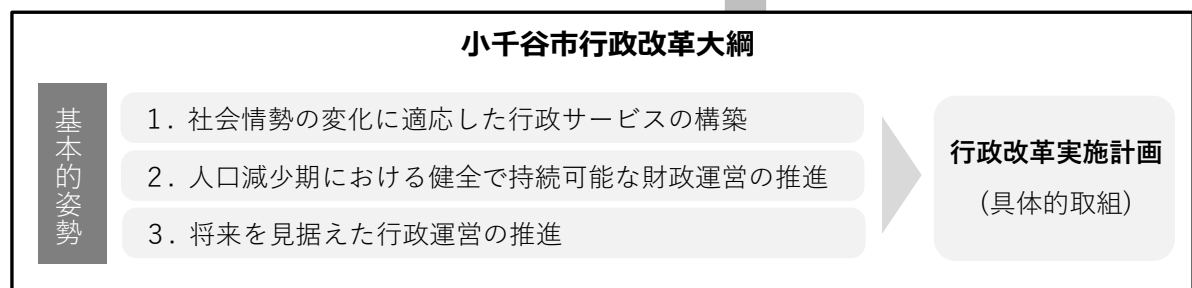 小千谷市行政改革大綱
基本的姿勢
1. 社会情勢の変化に適応した行政サービスの構築
2. 人口減少期における健全で持続可能な財政運営の推進
3. 将来を見据えた行政運営の推進
行政改革実施計画
(具体的取組)